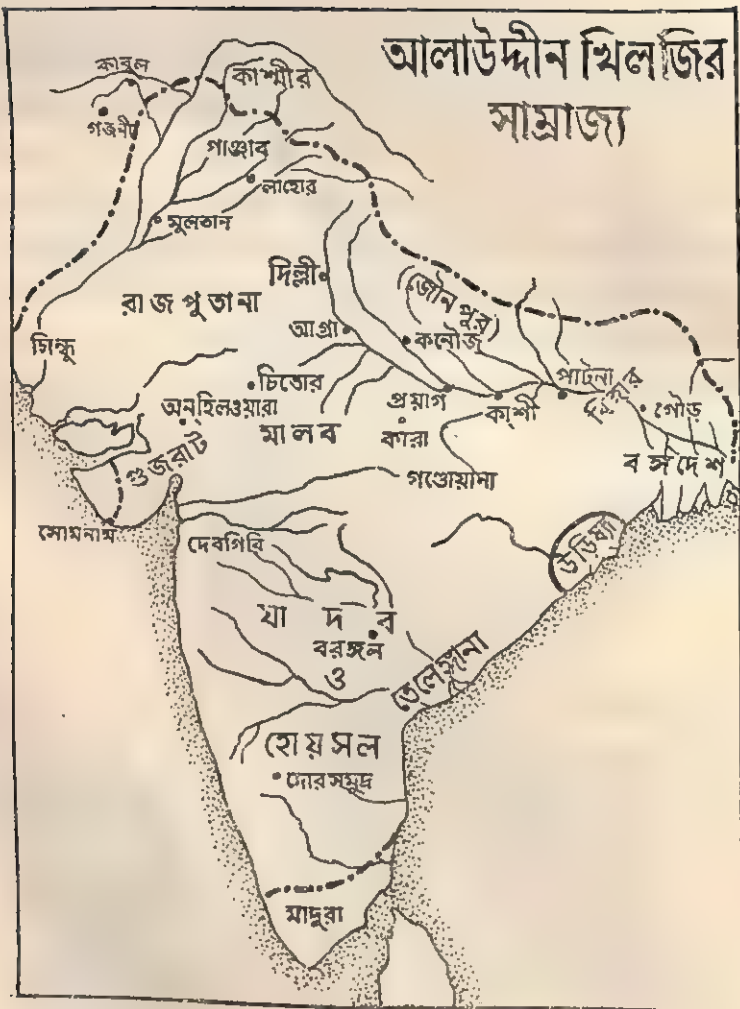 আলাউদ্দীন খিলজির
সাম্রাজ্য
কাবুল
কাশ্মীর
গজনী
পাঞ্জাব
লাহোর
মুলতান
দিল্লী
(জৌনপুর)
রাজপুতানা
সিন্ধু
আগ্রা
কনৌজ
চিতোর
পাটনা
অন্হিলওয়ারা
প্রয়াগ
কাশী
গৌড়
মালব
কারা
বঙ্গদেশ
গুজরাট
গণ্ডোয়ানা
সোমনাথ
দেবগিরি
উড়িষ্যা
যাদব
বরঙ্গল
ও
তেলেঙ্গানা
হোয়সল
দোরসমুদ্র
মাদুরা